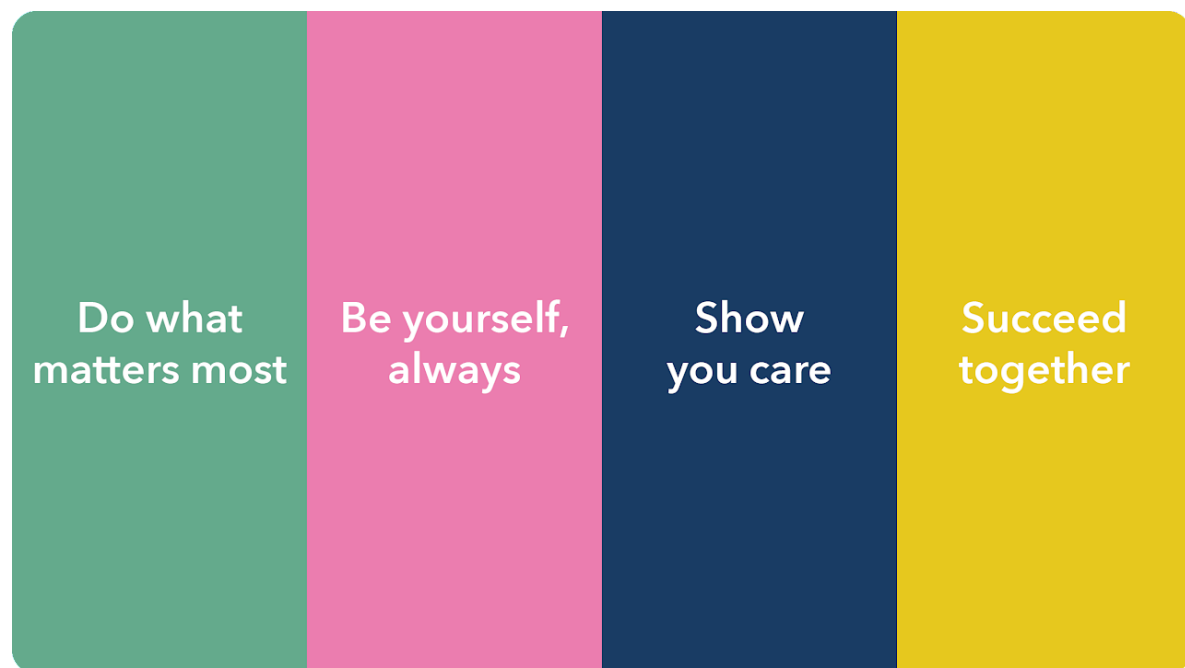 Do what
matters most
Be yourself,
always
Show
you care
Succeed
together